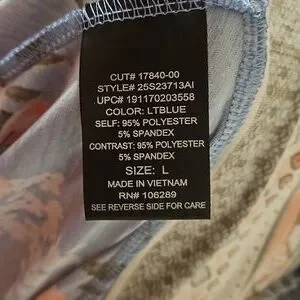 CUT# 17840-00
STYLE# 25S23713AI
UPC# 191170203558
COLOR: LTBLUE
SELF: 95% POLYESTER
5% SPANDEX
CONTRAST: 95% POLYESTER
5% SPANDEX
SIZE: L
MADE IN VIETNAM
RN# 106289
SEE REVERSE SIDE FOR CARE